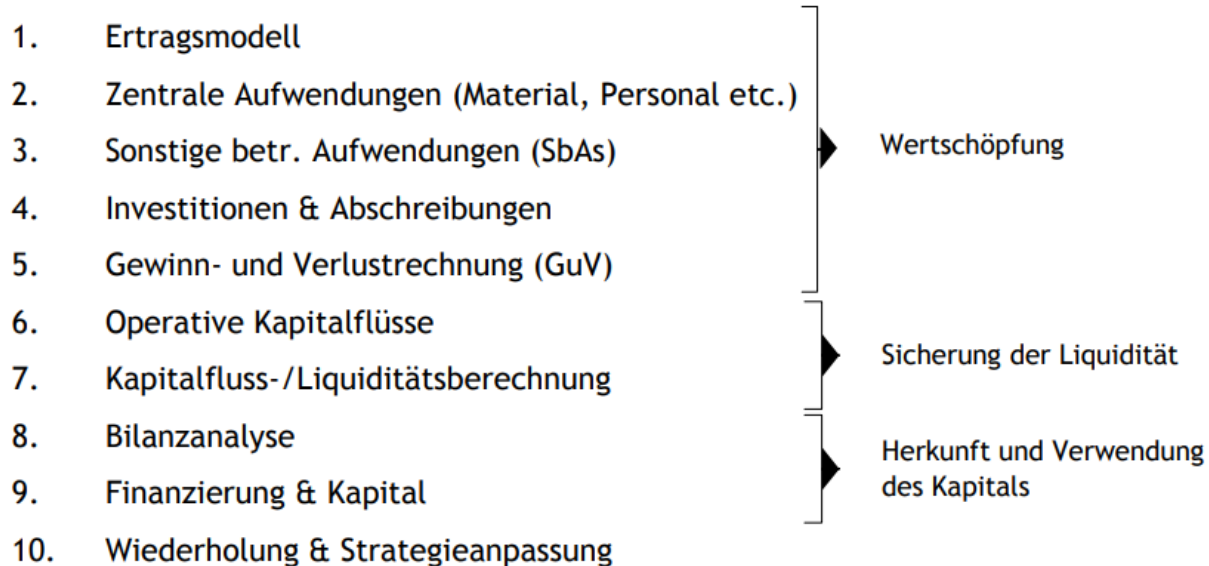 1. Ertragsmodell
2. Zentrale Aufwendungen (Material, Personal etc.)
3. Sonstige betr. Aufwendungen (SbAs)
4. Investitionen & Abschreibungen
5. Gewinn- und Verlustrechnung (GuV)
Wertschöpfung
6. Operative Kapitalflüsse
7. Kapitalfluss-/Liquiditätsberechnung
Sicherung der Liquidität
8. Bilanzanalyse
9. Finanzierung & Kapital
Herkunft und Verwendung
des Kapitals
10. Wiederholung & Strategieanpassung